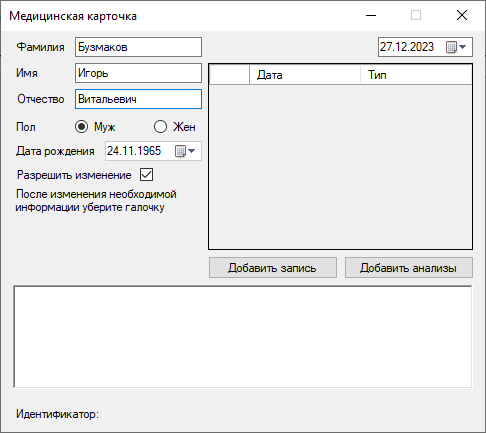 Медицинская карточка
Фамилия Бузмаков 27.12.2023
Имя Игорь Дата Тип
Отчество Витальевич
Пол Муж Жен
Дата рождения 24.11.1965
Разрешить изменение
После изменения необходимой
информации уберите галочку
Добавить запись Добавить анализы
Идентификатор: